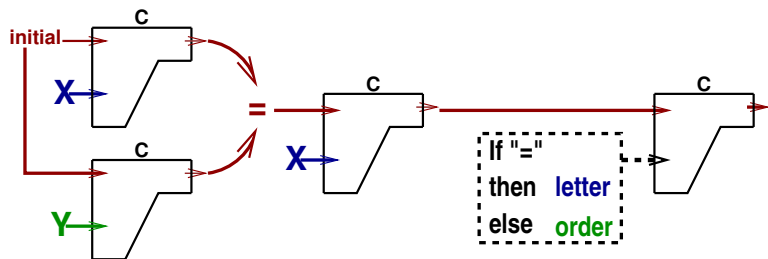 C
initial
X
=
C
X
C
Y
C
If "="
then letter
else order